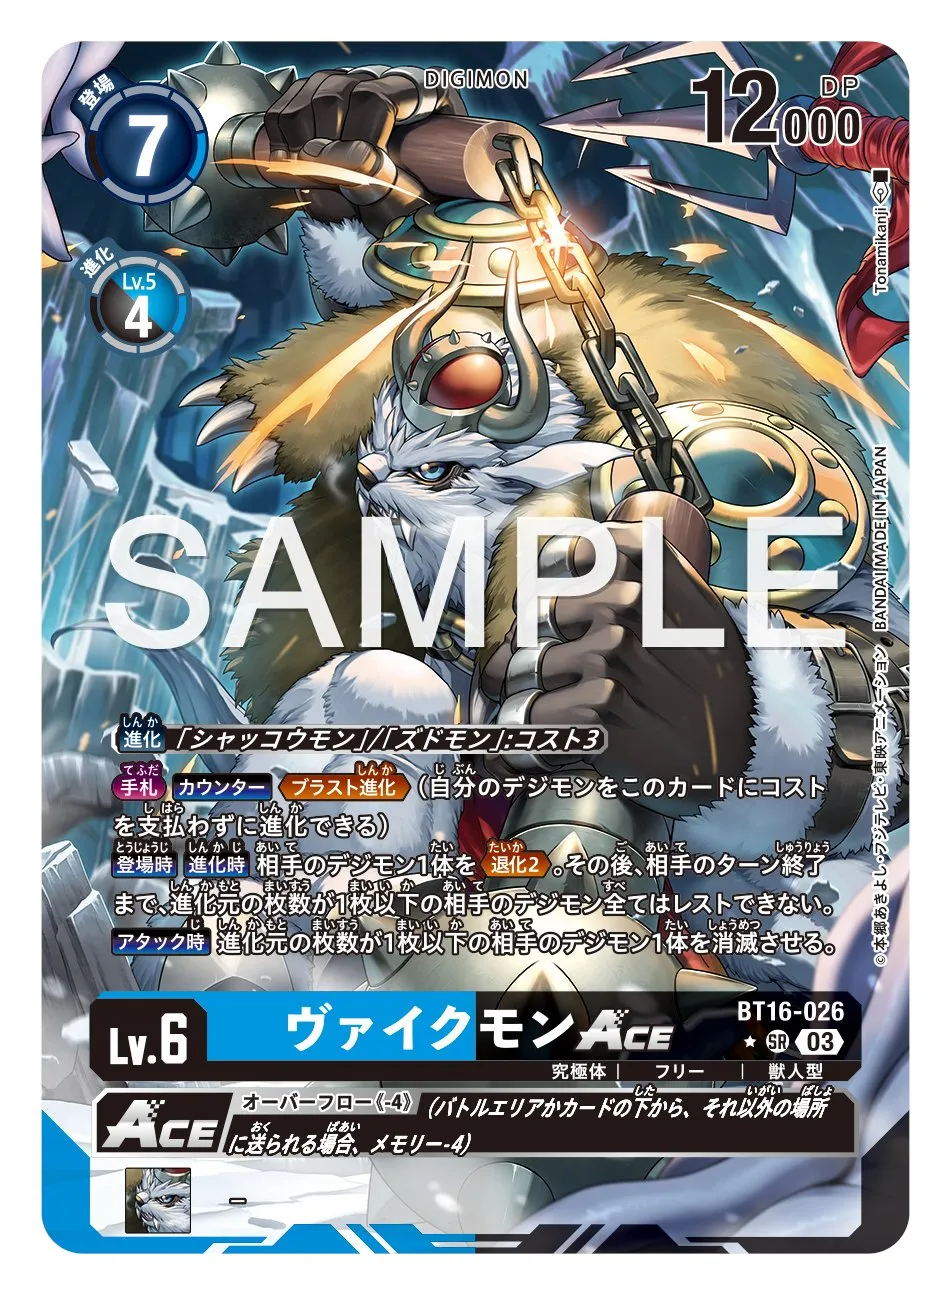 登場
7
DIGIMON
12000
DP
進化
Lv.5
4
Tonamikanji
BANDAI MADE IN JAPAN
©本郷あきよし・フジテレビ・東映アニメーション
SAMPLE
進化 「シャッコウモン」/「ズドモン」:コスト3
手札 カウンター ブラスト進化 (自分のデジモンをこのカードにコスト
を支払わずに進化できる)
登場時 進化時 相手のデジモン1体を 退化2 。その後、相手のターン終了
まで、進化元の枚数が1枚以下の相手のデジモン全てはレストできない。
アタック時 進化元の枚数が1枚以下の相手のデジモン1体を消滅させる。
Lv.6
ヴァイクモンACE
BT16-026
★ SR 03
究極体 | フリー | 獣人型
ACE オーバーフロー《-4》 (バトルエリアかカードの下から、それ以外の場所
に送られる場合、メモリー-4)
-